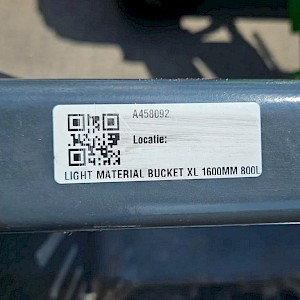 A458092
Locatie:
LIGHT MATERIAL BUCKET XL 1600MM 800L